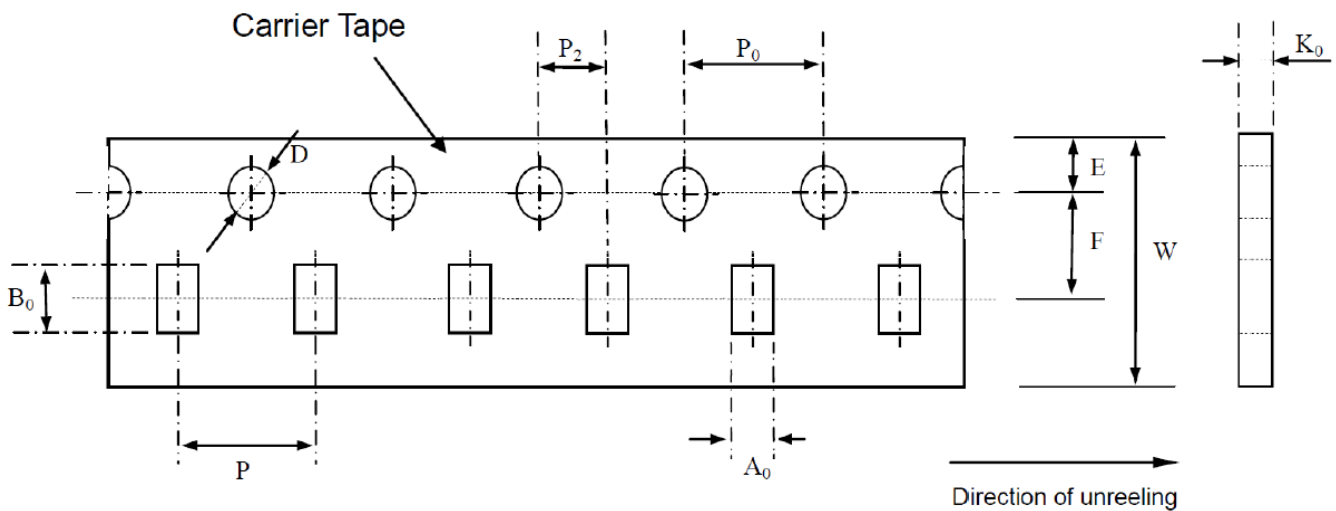 Carrier Tape
P₂
P₀
K₀
D
E
F
W
B₀
P
A₀
Direction of unreeling